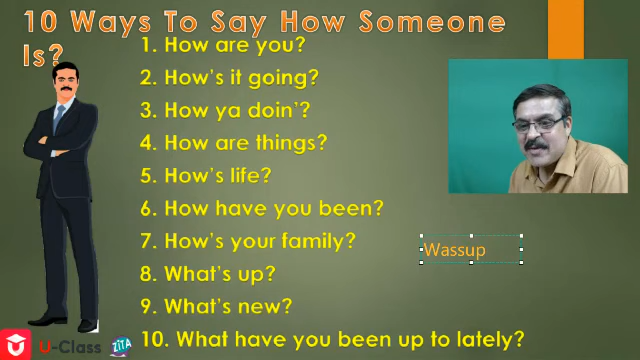 10 Ways To Say How Someone
Is?
1. How are you?
2. How's it going?
3. How ya doin'?
4. How are things?
5. How's life?
6. How have you been?
7. How's your family?
Wassup
8. What's up?
9. What's new?
10. What have you been up to lately?
U-Class
ZITA